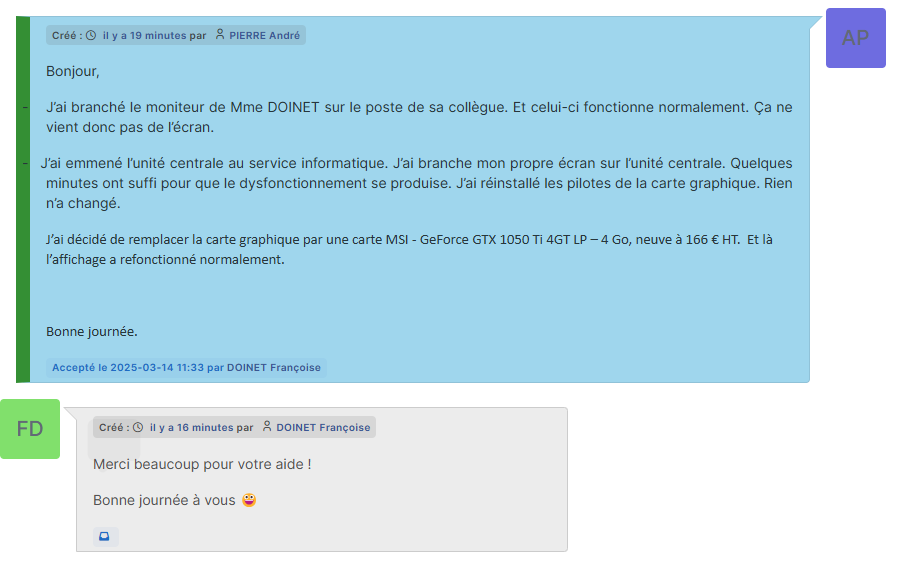 Créé : il y a 19 minutes par PIERRE André
AP
Bonjour,
- J’ai branché le moniteur de Mme DOINET sur le poste de sa collègue. Et celui-ci fonctionne normalement. Ça ne
vient donc pas de l’écran.
- J’ai emmené l’unité centrale au service informatique. J’ai branche mon propre écran sur l’unité centrale. Quelques
minutes ont suffi pour que le dysfonctionnement se produise. J’ai réinstallé les pilotes de la carte graphique. Rien
n’a changé.
J’ai décidé de remplacer la carte graphique par une carte MSI - GeForce GTX 1050 Ti 4GT LP – 4 Go, neuve à 166 € HT. Et là
l’affichage a refonctionné normalement.
Bonne journée.
Accepté le 2025-03-14 11:33 par DOINET Françoise
FD
Créé : il y a 16 minutes par DOINET Françoise
Merci beaucoup pour votre aide !
Bonne journée à vous 😀